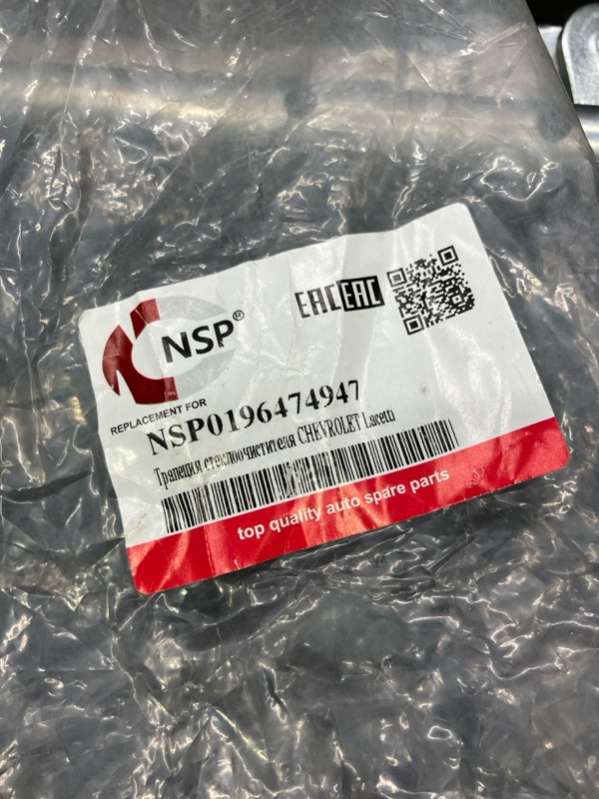 EAC EAC
NSP®
REPLACEMENT FOR
NSP0196474947
Трапеция стеклоочистителя CHEVROLET Lacetti
top quality auto spare parts